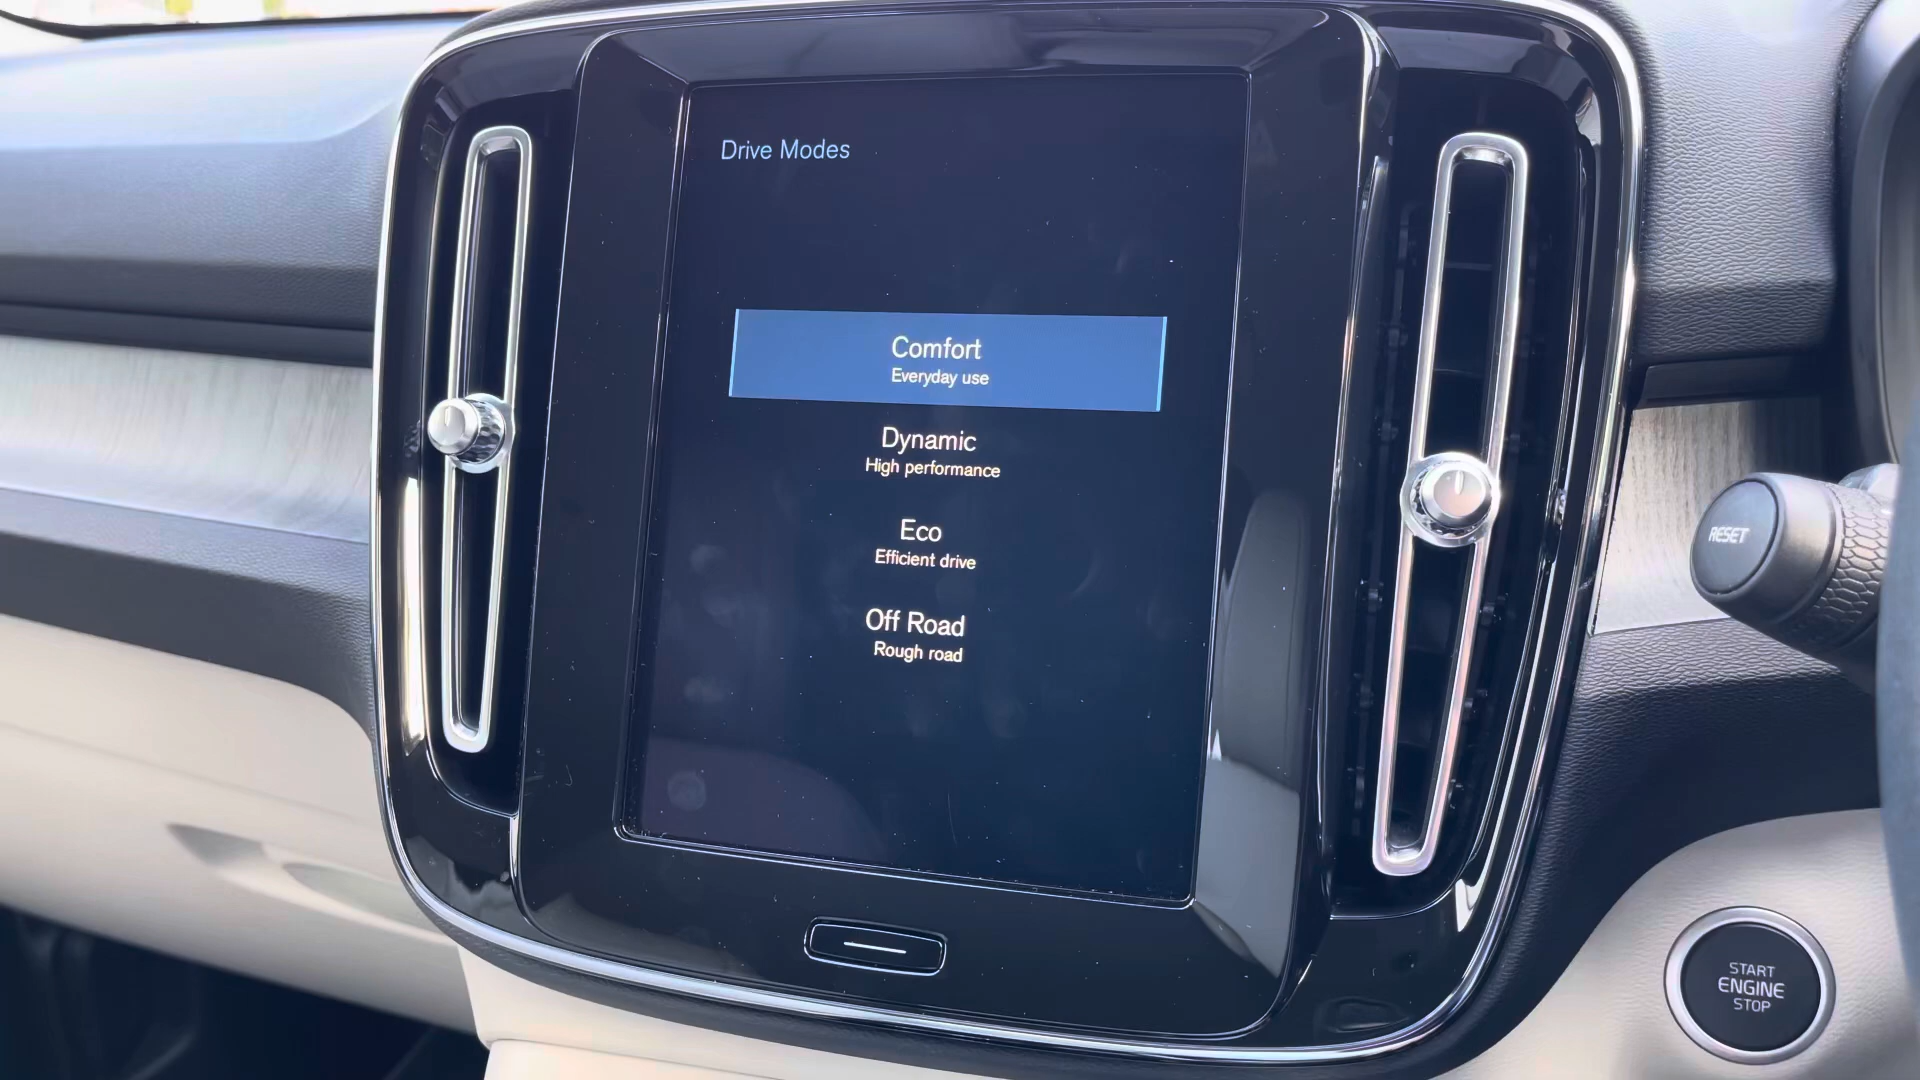 Drive Modes
Comfort
Everyday use
Dynamic
High performance
Eco
Efficient drive
Off Road
Rough road
RESET
START
ENGINE
STOP